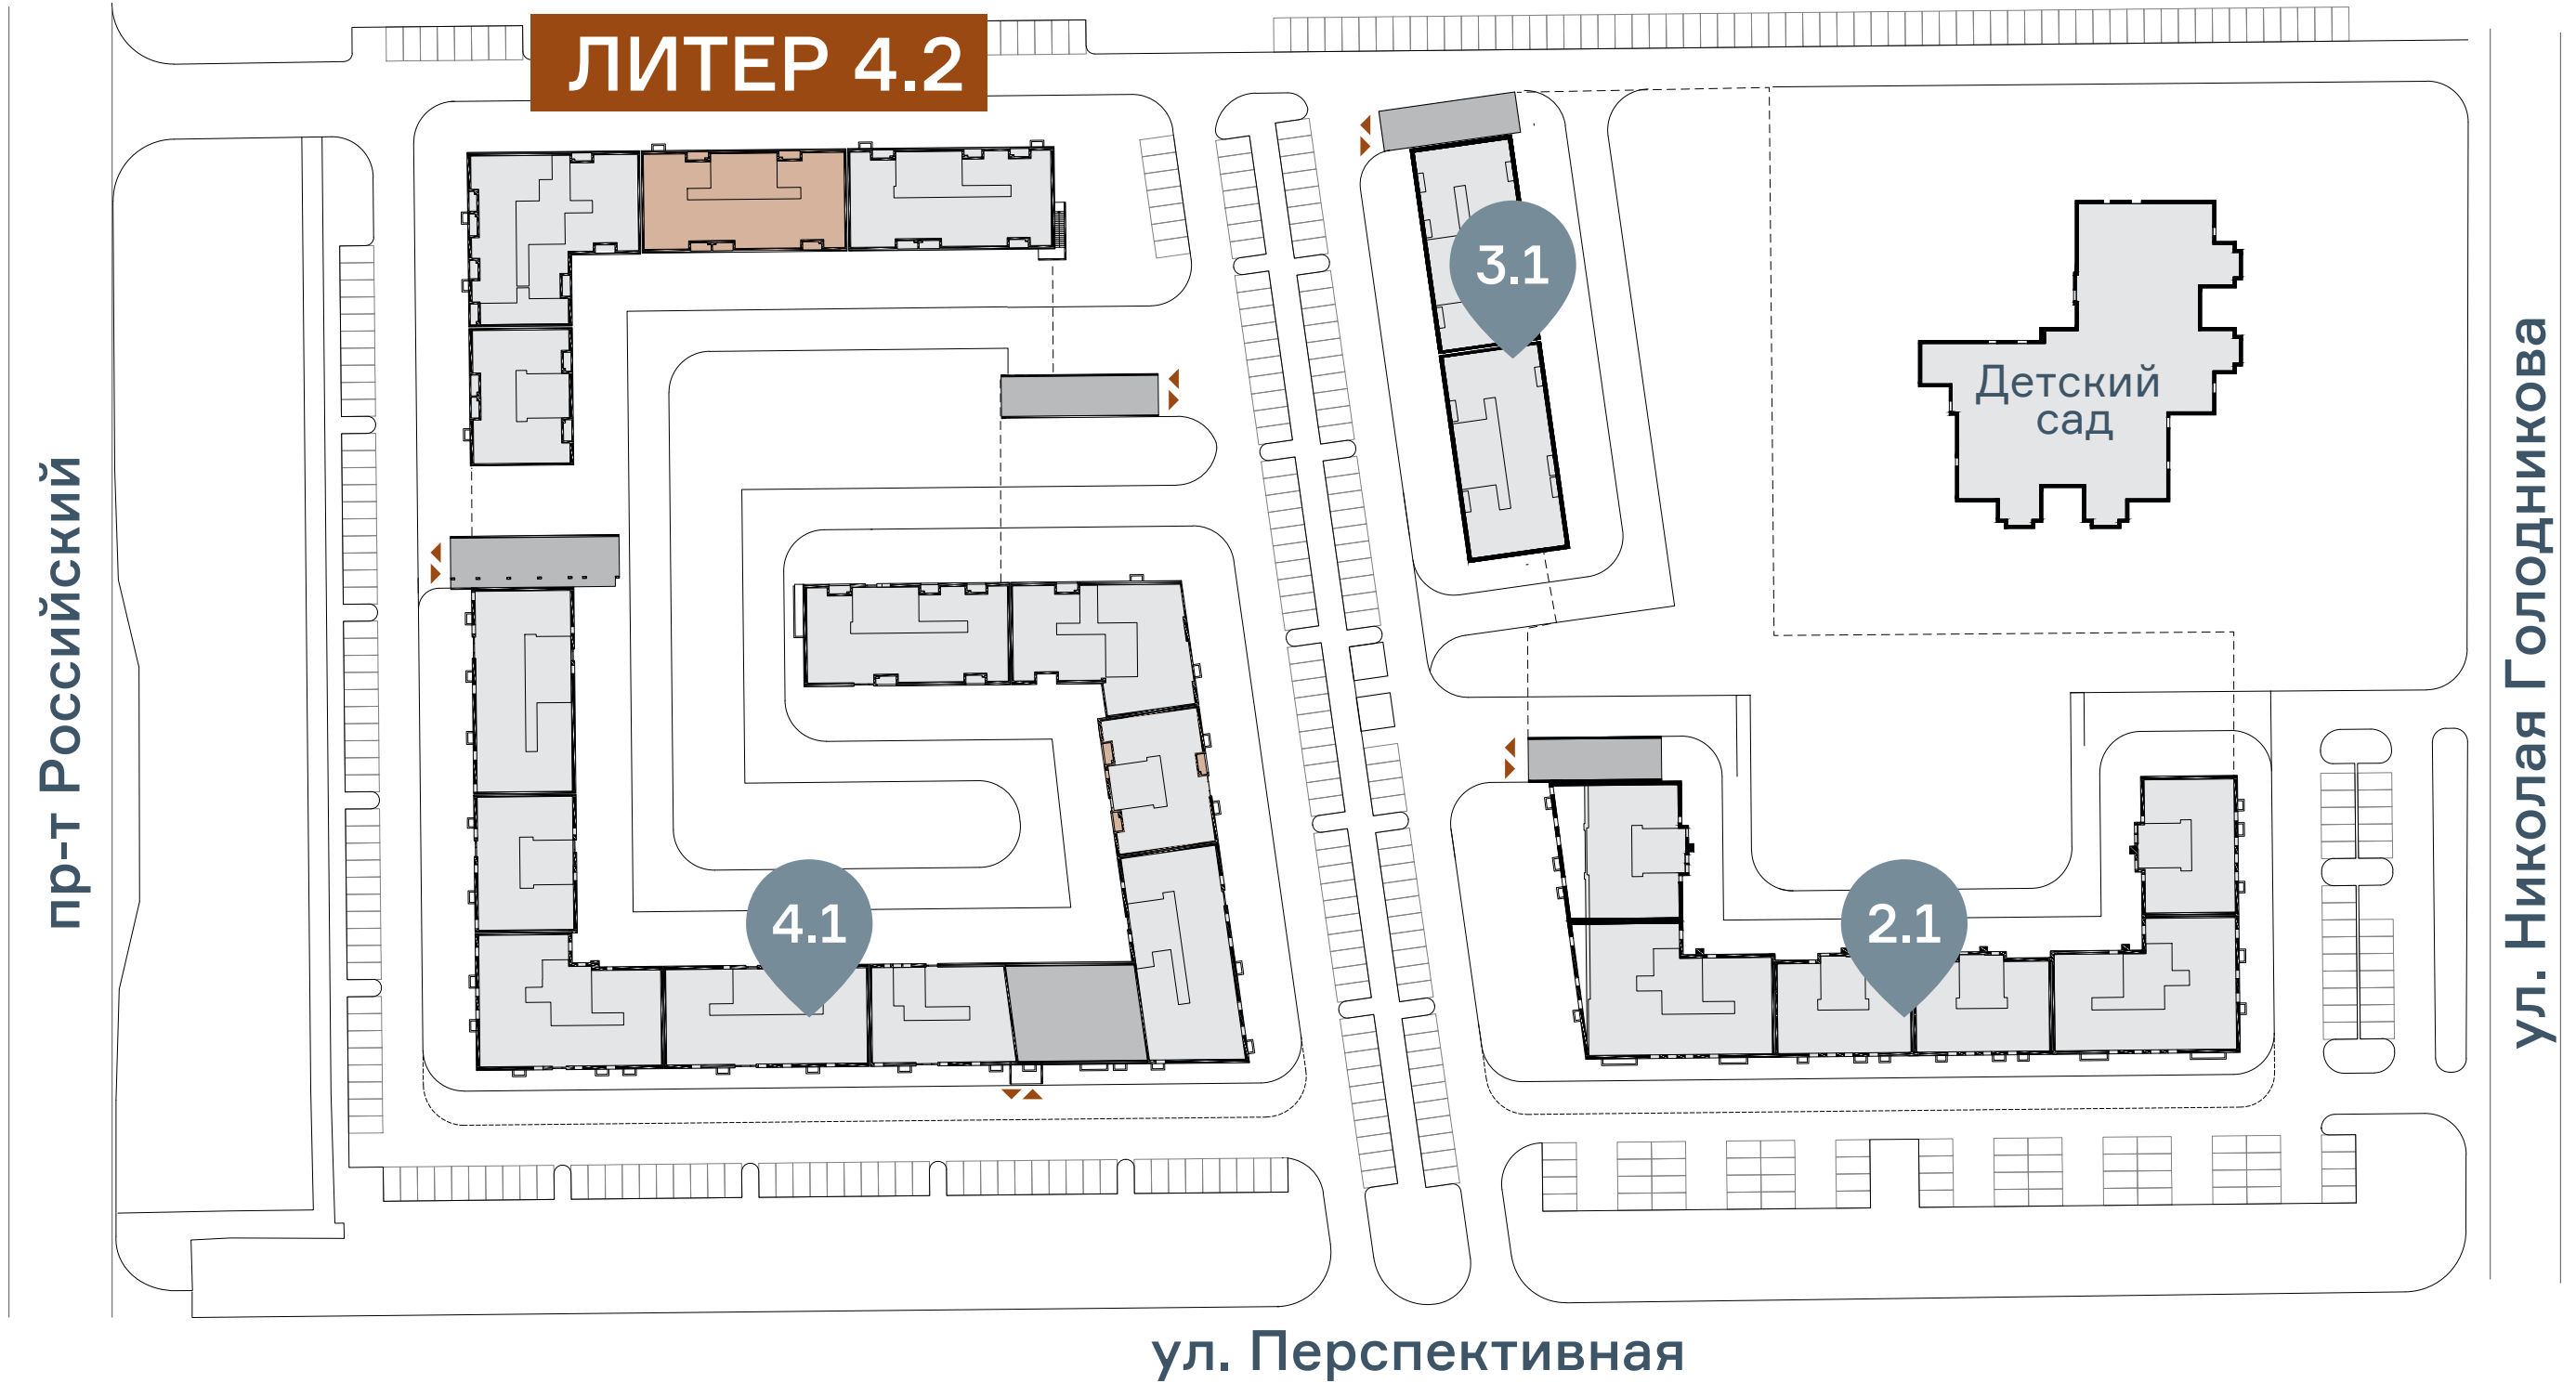 ЛИТЕР 4.2
3.1
Детский
сад
пр-т Российский
ул. Николая Голодникова
4.1
2.1
ул. Перспективная